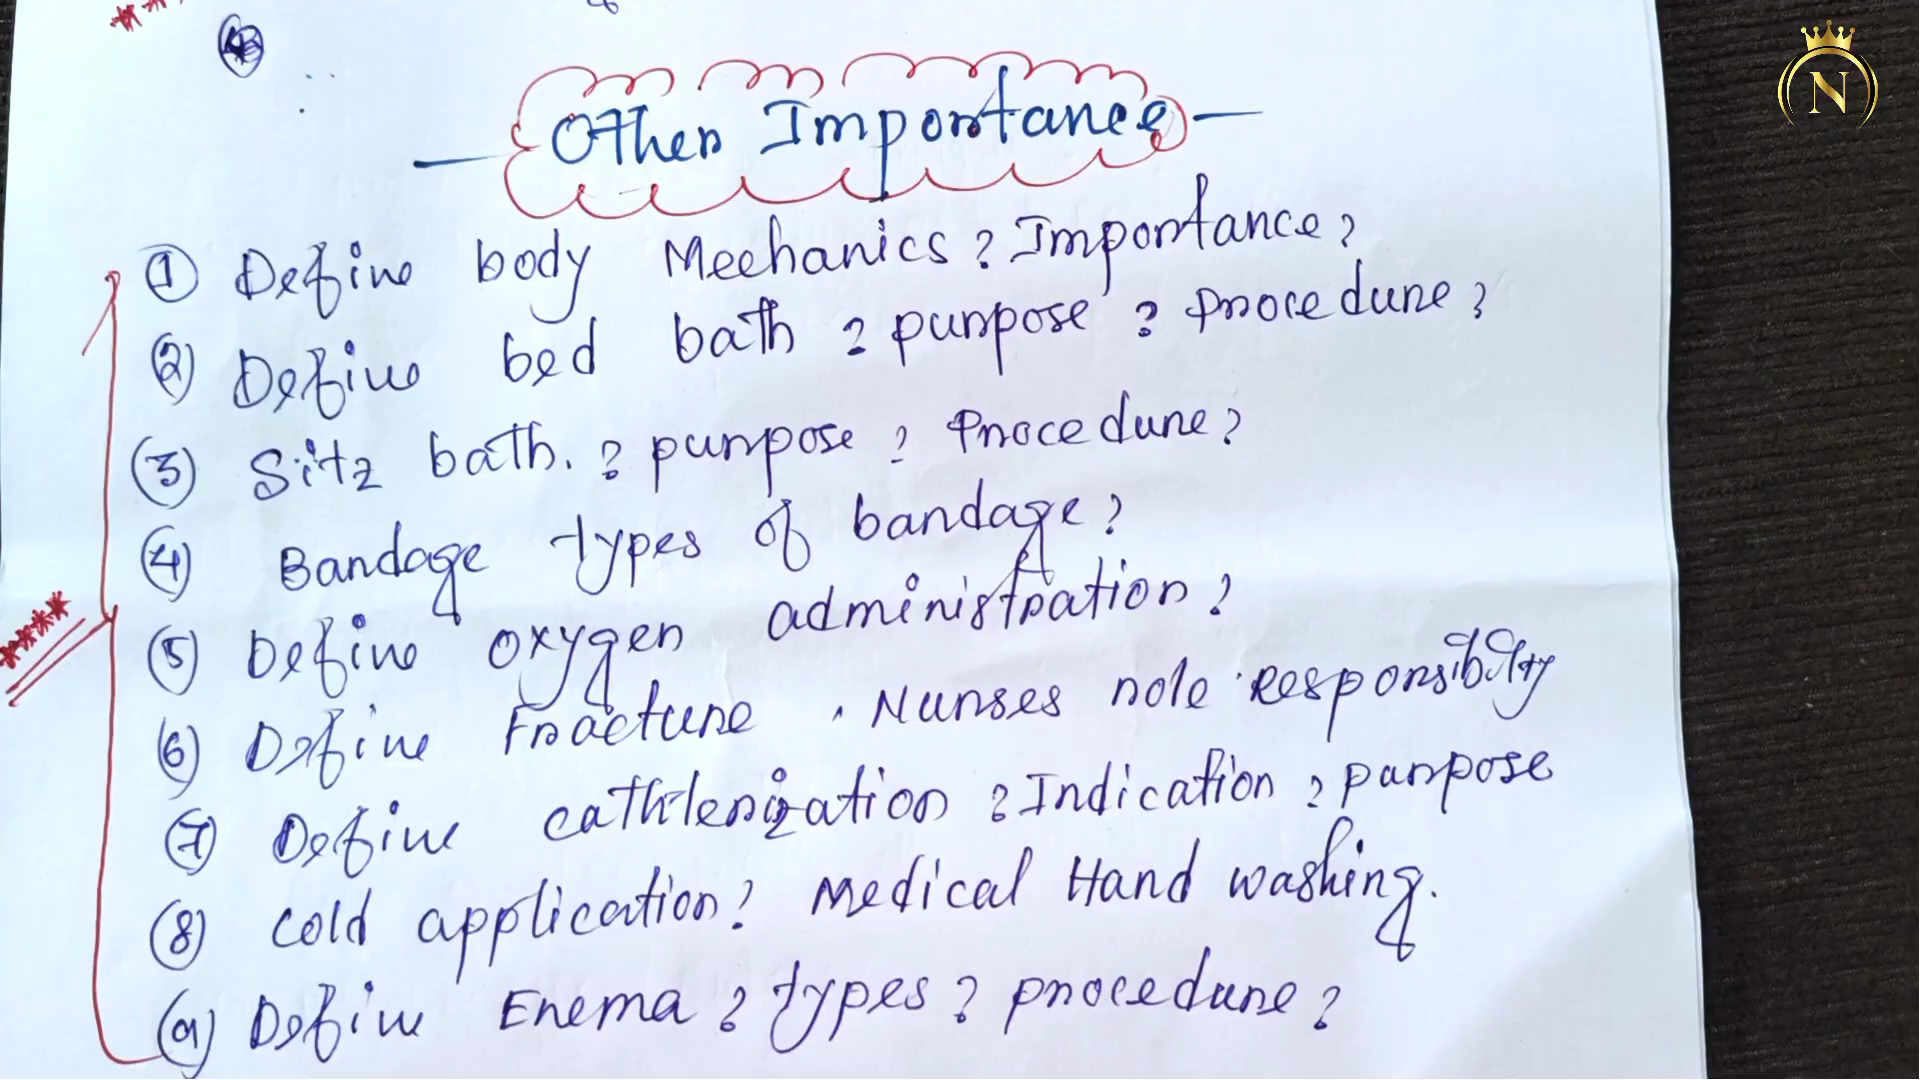 Other Importance
① Define body Mechanics? Importance?
② Define bed bath? purpose? Procedure?
③ Sitz bath.? purpose? Procedure?
④ Bandage types of bandage?
⑤ Define oxygen administration?
⑥ Define Fracture. Nurses role responsibility
⑦ Define catheterization? Indication? purpose
⑧ cold application? Medical Hand washing.
⑨ Define Enema? types? procedure?
N